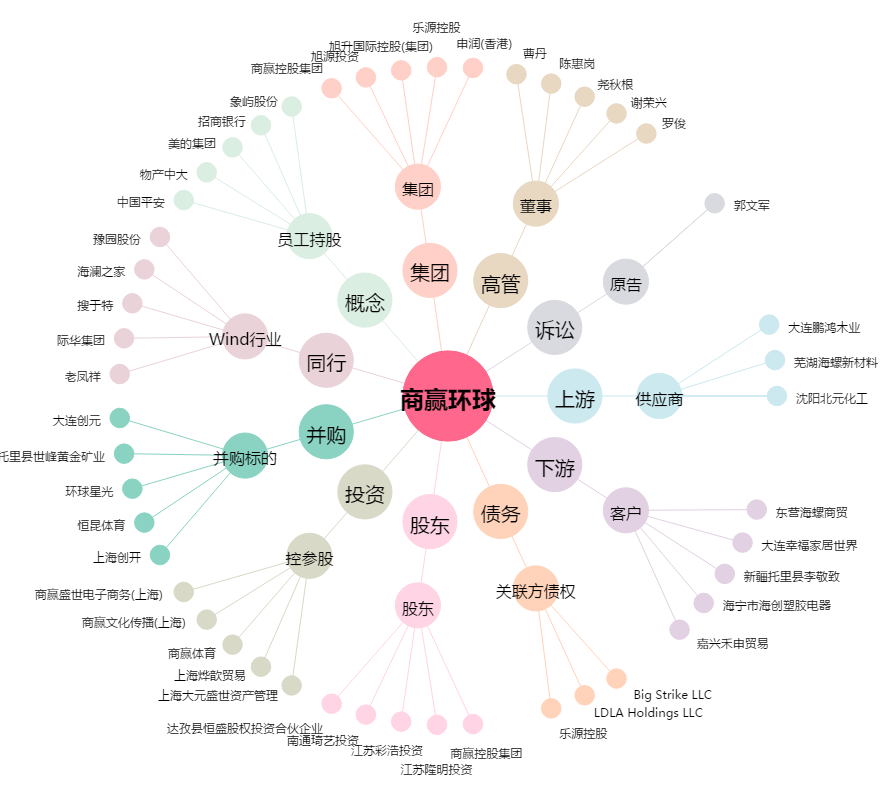 乐源控股
旭升国际控股(集团)
申润(香港)
旭源投资
商赢控股集团
曹丹
陈惠岗
尧秋根
谢荣兴
罗俊
象屿股份
招商银行
美的集团
物产中大
中国平安
集团
董事
郭文军
豫园股份
员工持股
海澜之家
集团
高管
原告
搜于特
概念
际华集团
Wind行业
诉讼
大连鹏鸿木业
老凤祥
同行
芜湖海螺新材料
商赢环球
上游
供应商
沈阳北元化工
大连创元
并购
托里县世峰黄金矿业
并购标的
下游
环球星光
投资
恒昆体育
股东
债务
客户
东营海螺商贸
上海创开
控参股
大连幸福家居世界
新疆托里县李敬致
商赢盛世电子商务(上海)
股东
关联方债权
海宁市海创塑胶电器
商赢文化传播(上海)
嘉兴禾申贸易
商赢体育
上海烨歆贸易
上海大元盛世资产管理
Big Strike LLC
LDLA Holdings LLC
乐源控股
达孜县恒盛股权投资合伙企业
南通琦艺投资
江苏彩浩投资
江苏隆明投资
商赢控股集团